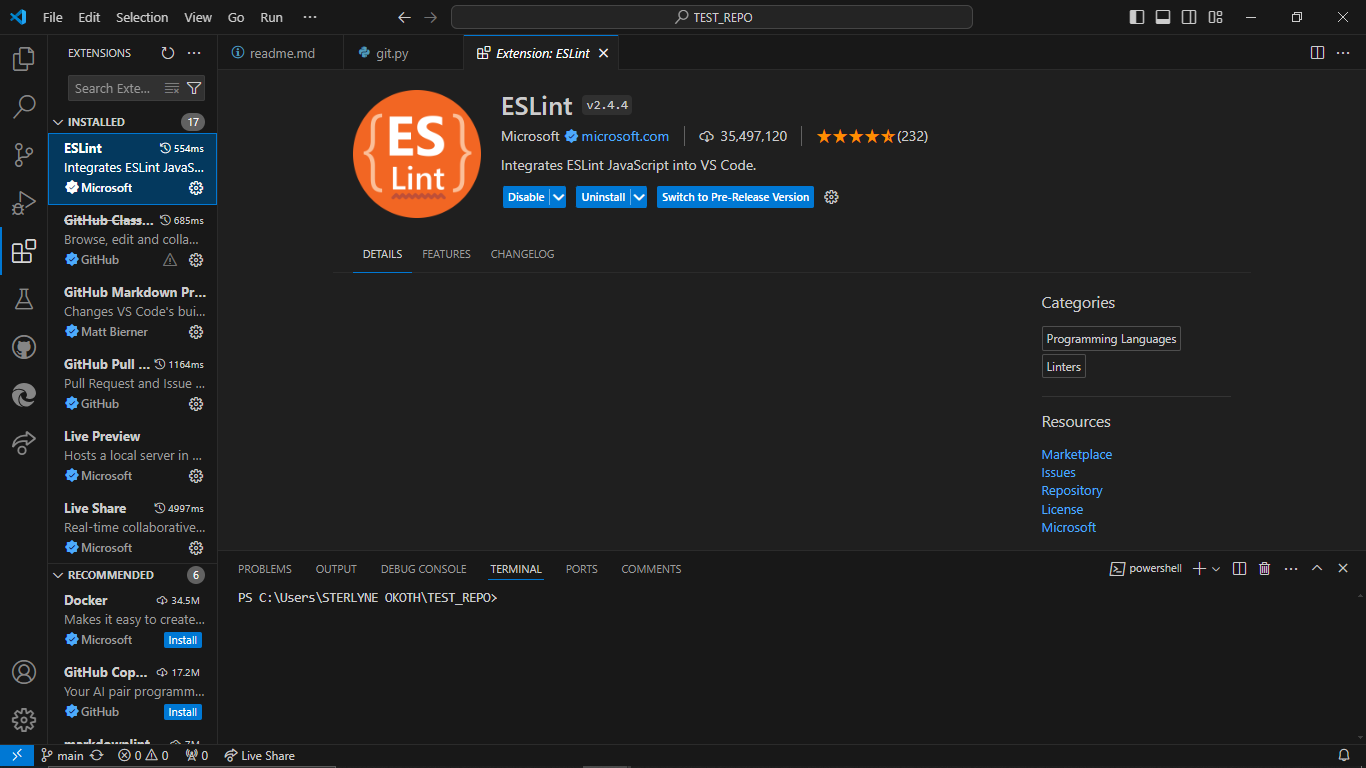 File Edit Selection View Go Run ···
TEST_REPO
EXTENSIONS
Search Exte...
INSTALLED 17
ESLint 554ms
Integrates ESLint JavaS...
Microsoft
GitHub Class... 685ms
Browse, edit and colla...
GitHub
GitHub Markdown Pr...
Changes VS Code's bui...
Matt Bierner
GitHub Pull ... 1164ms
Pull Request and Issue ...
GitHub
Live Preview
Hosts a local server in ...
Microsoft
Live Share 4997ms
Real-time collaborative...
Microsoft
RECOMMENDED 6
Docker 34.5M
Makes it easy to create...
Microsoft Install
GitHub Cop... 17.2M
Your AI pair programm...
GitHub Install
markdownlint 7M
readme.md git.py Extension: ESLint
ES
Lint
ESLint v2.4.4
Microsoft microsoft.com 35,497,120 (232)
Integrates ESLint JavaScript into VS Code.
Disable Uninstall Switch to Pre-Release Version
DETAILS FEATURES CHANGELOG
Categories
Programming Languages
Linters
Resources
Marketplace
Issues
Repository
License
Microsoft
PROBLEMS OUTPUT DEBUG CONSOLE TERMINAL PORTS COMMENTS powershell
PS C:\Users\STERLYNE OKOTH\TEST_REPO>
main 0 0 0 Live Share